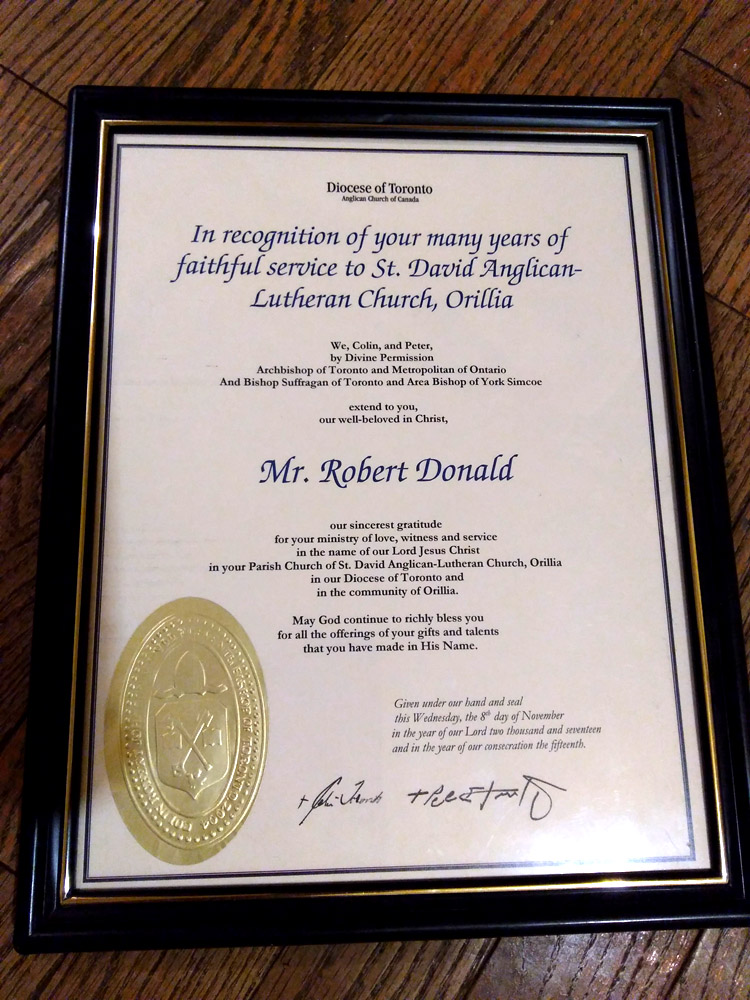 Diocese of Toronto
Anglican Church of Canada
In recognition of your many years of
faithful service to St. David Anglican-
Lutheran Church, Orillia
We, Colin, and Peter,
by Divine Permission
Archbishop of Toronto and Metropolitan of Ontario
And Bishop Suffragan of Toronto and Area Bishop of York Simcoe
extend to you,
our well-beloved in Christ,
Mr. Robert Donald
our sincerest gratitude
for your ministry of love, witness and service
in the name of our Lord Jesus Christ
in your Parish Church of St. David Anglican-Lutheran Church, Orillia
in our Diocese of Toronto and
in the community of Orillia.
May God continue to richly bless you
for all the offerings of your gifts and talents
that you have made in His Name.
Given under our hand and seal
this Wednesday, the 8th day of November
in the year of our Lord two thousand and seventeen
and in the year of our consecration the fifteenth.